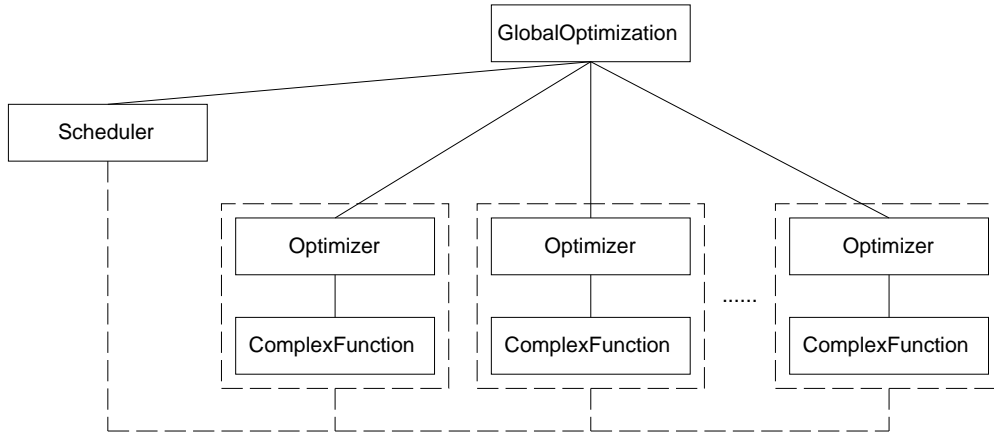 GlobalOptimization
Scheduler
Optimizer
Optimizer
Optimizer
......
ComplexFunction
ComplexFunction
ComplexFunction